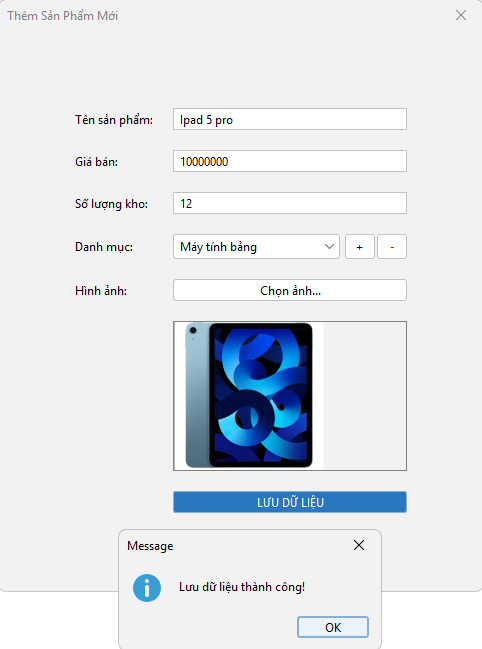 Thêm Sản Phẩm Mới
Tên sản phẩm: Ipad 5 pro
Giá bán: 10000000
Số lượng kho: 12
Danh mục: Máy tính bảng + -
Hình ảnh: Chọn ảnh...
LƯU DỮ LIỆU
Message
Lưu dữ liệu thành công!
OK